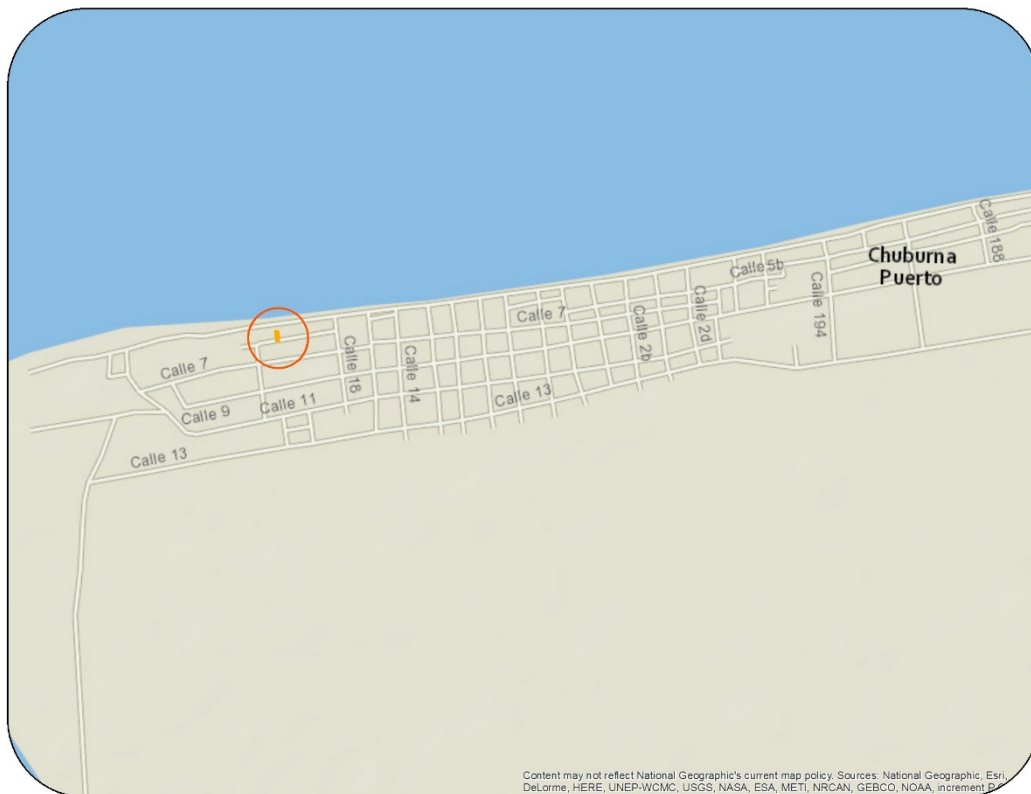 Calle 188
Chuburna
Puerto
Calle 5b
Calle 194
Calle 7
Calle 2d
Calle 2b
Calle 18
Calle 14
Calle 7
Calle 13
Calle 11
Calle 9
Calle 13
Content may not reflect National Geographic's current map policy. Sources: National Geographic, Esri,
DeLorme, HERE, UNEP-WCMC, USGS, NASA, ESA, METI, NRCAN, GEBCO, NOAA, increment